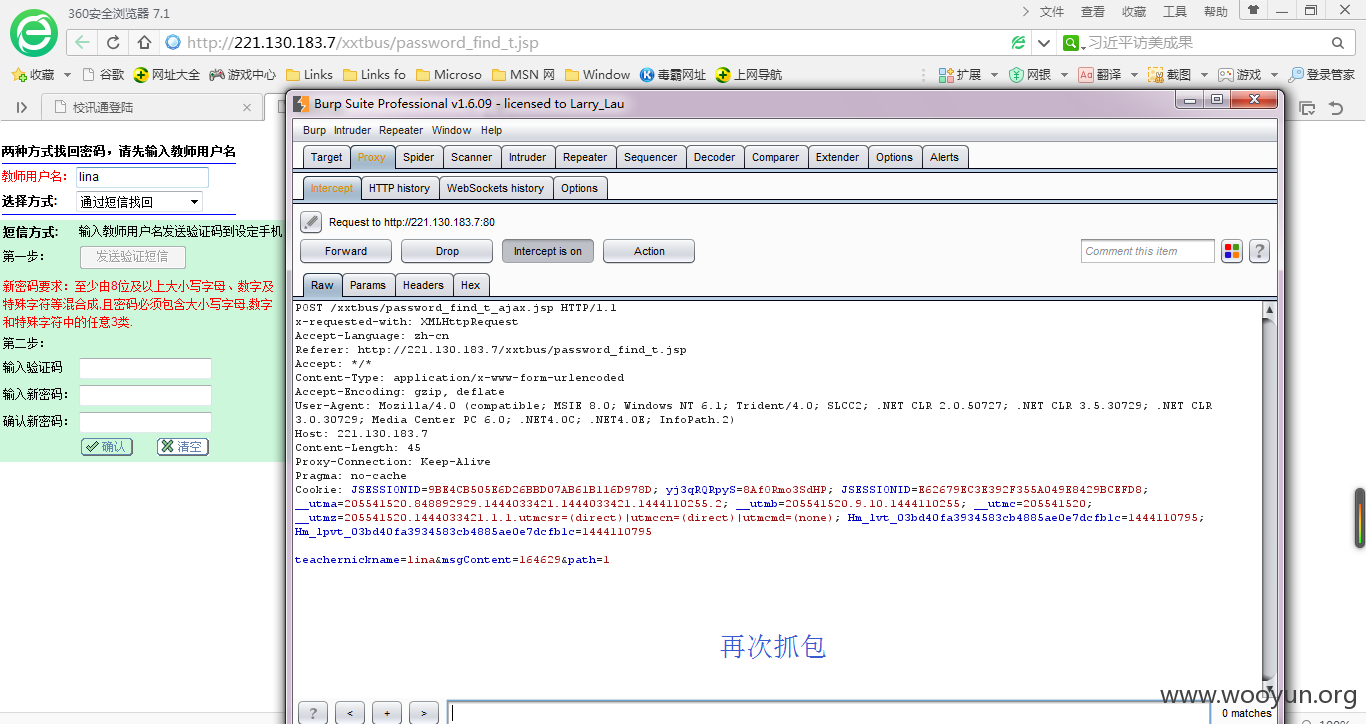 360安全浏览器 7.1
文件 查看 收藏 工具 帮助
http://221.130.183.7/xxtbus/password_find_t.jsp
习近平访美成果
收藏 谷歌 网址大全 游戏中心 Links Links fo Microso MSN 网 Window 毒霸网址 上网导航 扩展 网银 翻译 截图 游戏 登录管家
校讯通登陆
两种方式找回密码，请先输入教师用户名
教师用户名: lina
选择方式: 通过短信找回
短信方式: 输入教师用户名发送验证码到设定手机
第一步: 发送验证短信
新密码要求：至少由8位及以上大小写字母、数字及
特殊字符等混合成,且密码必须包含大小写字母,数字
和特殊字符中的任意3类.
第二步:
输入验证码
输入新密码:
确认新密码:
确认 清空
Burp Suite Professional v1.6.09 - licensed to Larry_Lau
Burp Intruder Repeater Window Help
Target Proxy Spider Scanner Intruder Repeater Sequencer Decoder Comparer Extender Options Alerts
Intercept HTTP history WebSockets history Options
Request to http://221.130.183.7:80
Forward Drop Intercept is on Action Comment this item ?
Raw Params Headers Hex
POST /xxtbus/password_find_t_ajax.jsp HTTP/1.1
x-requested-with: XMLHttpRequest
Accept-Language: zh-cn
Referer: http://221.130.183.7/xxtbus/password_find_t.jsp
Accept: */*
Content-Type: application/x-www-form-urlencoded
Accept-Encoding: gzip, deflate
User-Agent: Mozilla/4.0 (compatible; MSIE 8.0; Windows NT 6.1; Trident/4.0; SLCC2; .NET CLR 2.0.50727; .NET CLR 3.5.30729; .NET CLR
3.0.30729; Media Center PC 6.0; .NET4.0C; .NET4.0E; InfoPath.2)
Host: 221.130.183.7
Content-Length: 45
Proxy-Connection: Keep-Alive
Pragma: no-cache
Cookie: JSESSIONID=9BE4CB505E6D26BBD07AB61B116D978D; yj3qRQRpyS=8AfORmo3SdHP; JSESSIONID=E62679EC3E392F355A049E8429BCEFD8;
__utma=205541520.848892929.1444033421.1444033421.1444110255.2; __utmb=205541520.9.10.1444110255; __utmc=205541520;
__utmz=205541520.1444033421.1.1.utmcsr=(direct)|utmccn=(direct)|utmcmd=(none); Hm_lvt_03bd40fa3934583cb4885ae0e7dcfb1c=1444110795;
Hm_lpvt_03bd40fa3934583cb4885ae0e7dcfb1c=1444110795
teachernickname=lina&msgContent=164629&path=1
再次抓包
www.wooyun.org
? < + > 0 matches